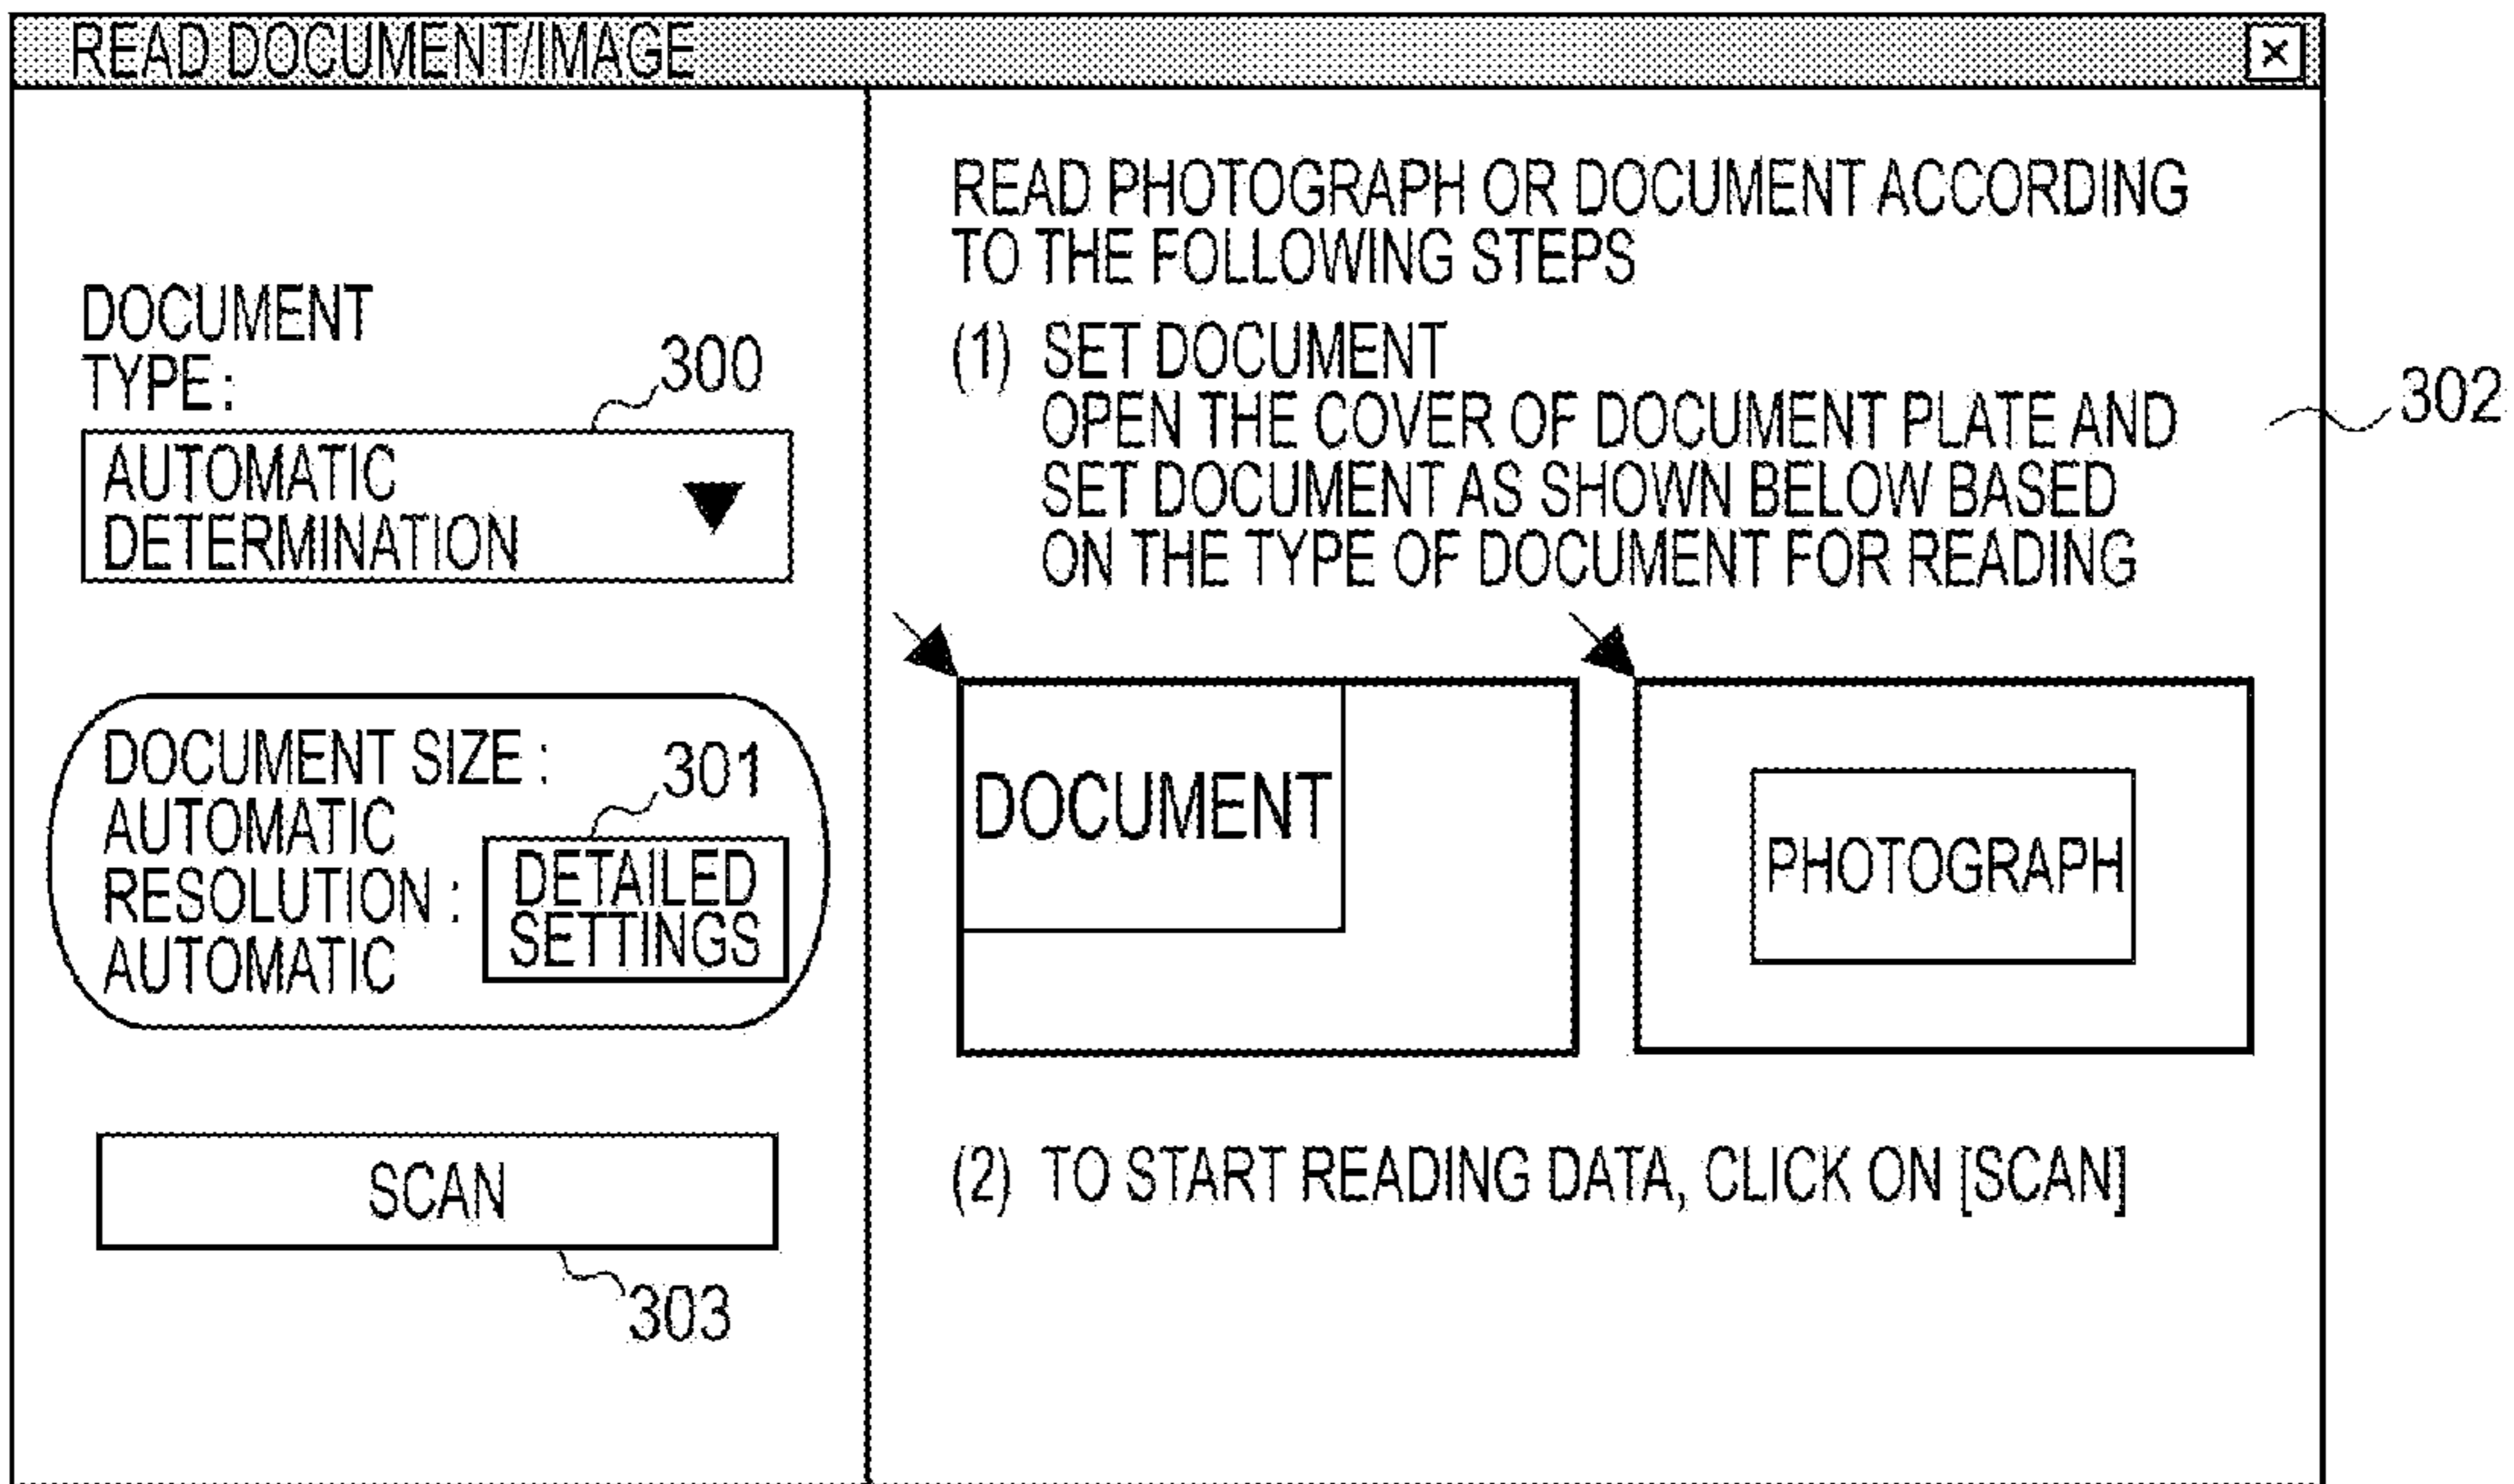 READ DOCUMENT/IMAGE
X
DOCUMENT
TYPE :
300
AUTOMATIC
DETERMINATION
DOCUMENT SIZE :
AUTOMATIC
RESOLUTION :
AUTOMATIC
301
DETAILED
SETTINGS
SCAN
303
READ PHOTOGRAPH OR DOCUMENT ACCORDING
TO THE FOLLOWING STEPS
(1) SET DOCUMENT
OPEN THE COVER OF DOCUMENT PLATE AND
SET DOCUMENT AS SHOWN BELOW BASED
ON THE TYPE OF DOCUMENT FOR READING
302
DOCUMENT
PHOTOGRAPH
(2) TO START READING DATA, CLICK ON [SCAN]